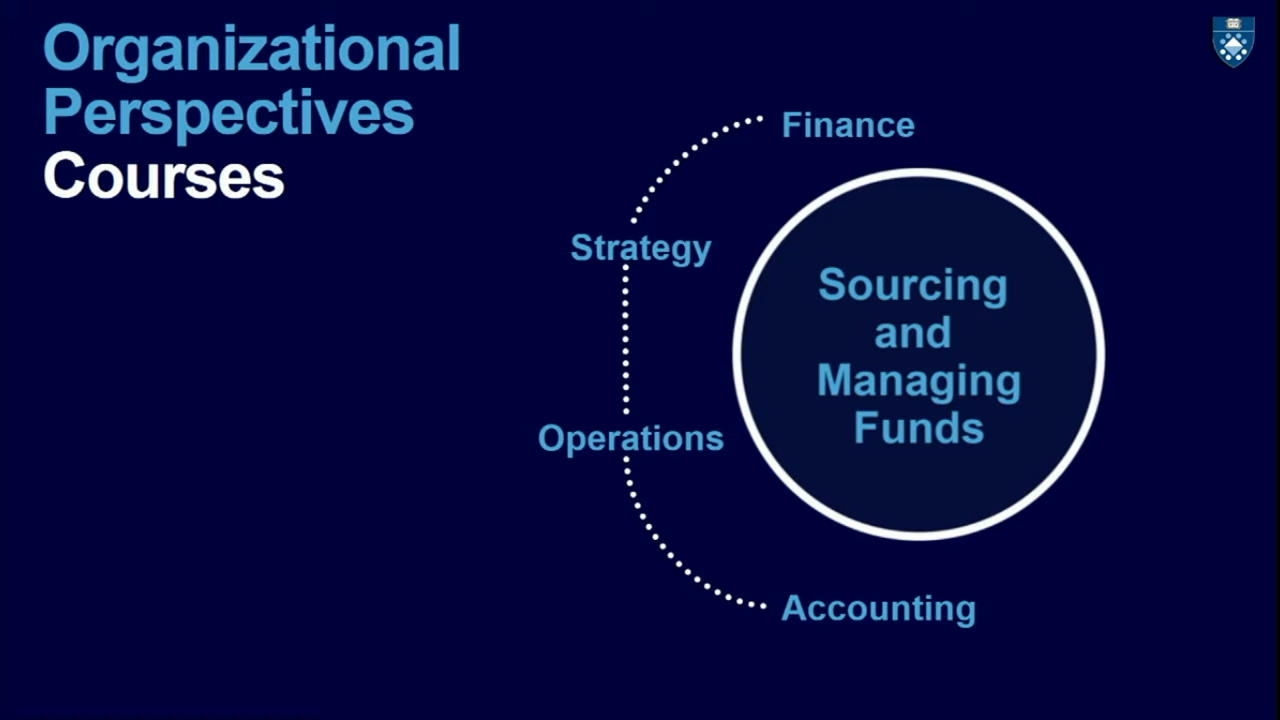 Organizational
Perspectives
Courses
Finance
Strategy
Sourcing
and
Managing
Funds
Operations
Accounting